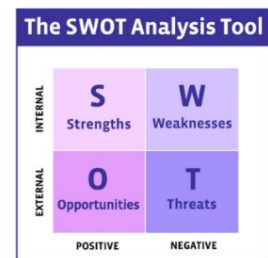 The SWOT Analysis Tool
INTERNAL
S
Strengths
W
Weaknesses
EXTERNAL
O
Opportunities
T
Threats
POSITIVE
NEGATIVE